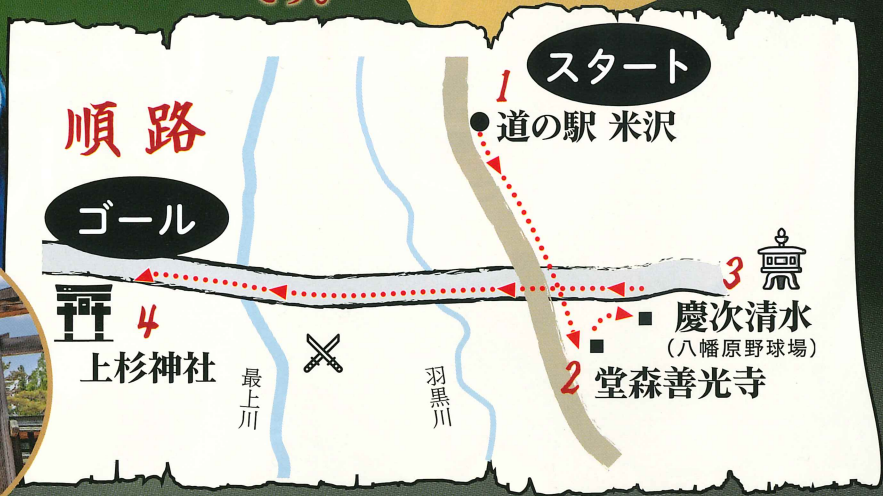 です。
順路
スタート
1
道の駅 米沢
ゴール
3
慶次清水
(八幡原野球場)
2 堂森善光寺
4
上杉神社
最上川
羽黒川